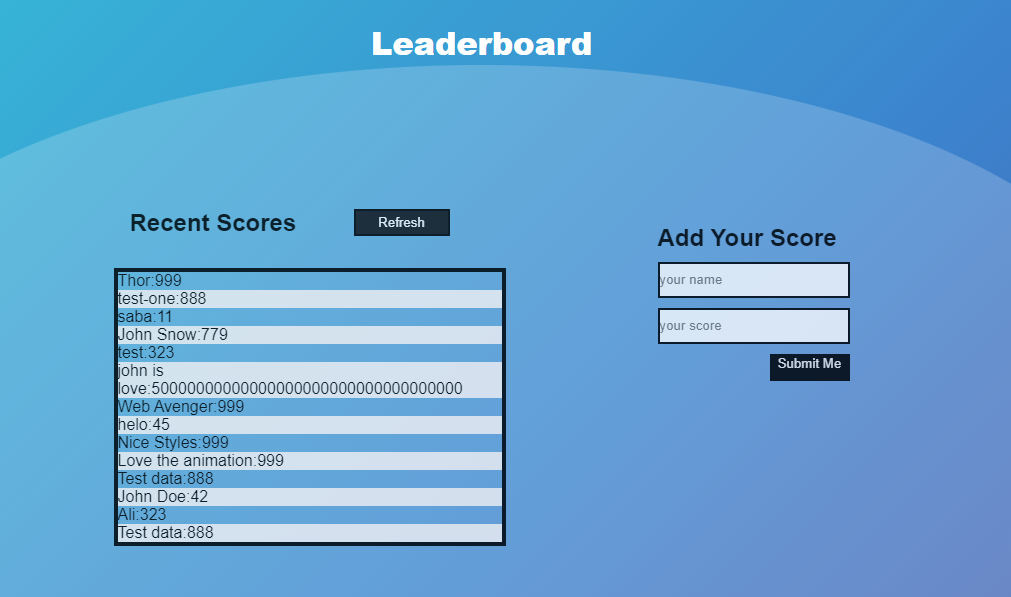 Leaderboard
Recent Scores
Refresh
Thor:999
test-one:888
saba:11
John Snow:779
test:323
john is
love:50000000000000000000000000000000000
Web Avenger:999
helo:45
Nice Styles:999
Love the animation:999
Test data:888
John Doe:42
Ali:323
Test data:888
Add Your Score
your name
your score
Submit Me